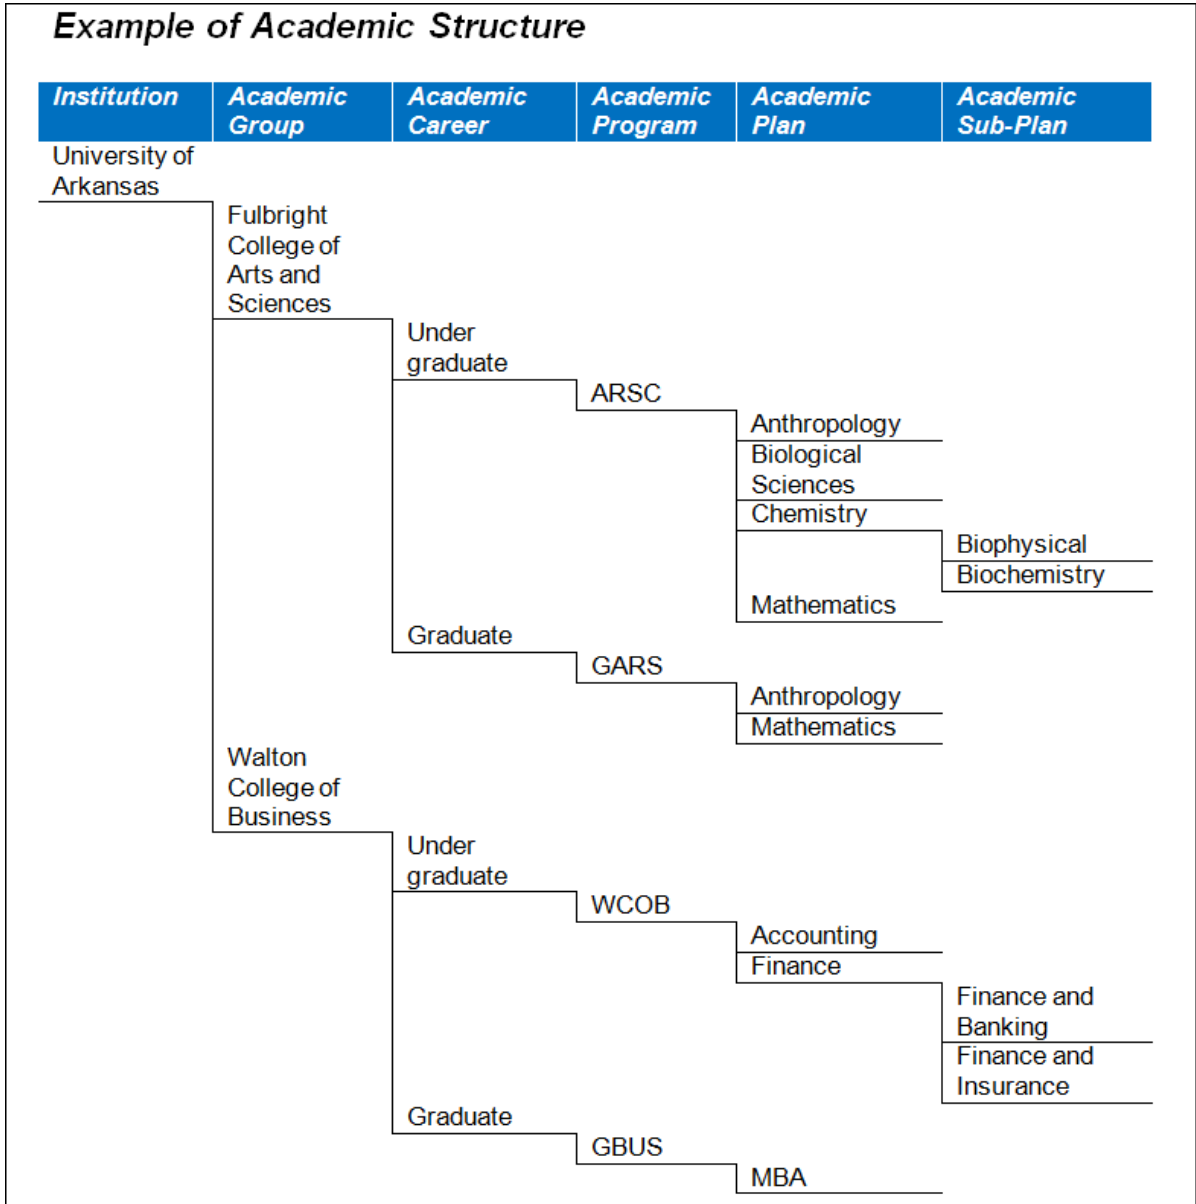 Example of Academic Structure
Institution
Academic Group
Academic Career
Academic Program
Academic Plan
Academic Sub-Plan
University of
Arkansas
Fulbright
College of
Arts and
Sciences
Under
graduate
ARSC
Anthropology
Biological
Sciences
Chemistry
Biophysical
Biochemistry
Mathematics
Graduate
GARS
Anthropology
Mathematics
Walton
College of
Business
Under
graduate
WCOB
Accounting
Finance
Finance and
Banking
Finance and
Insurance
Graduate
GBUS
MBA